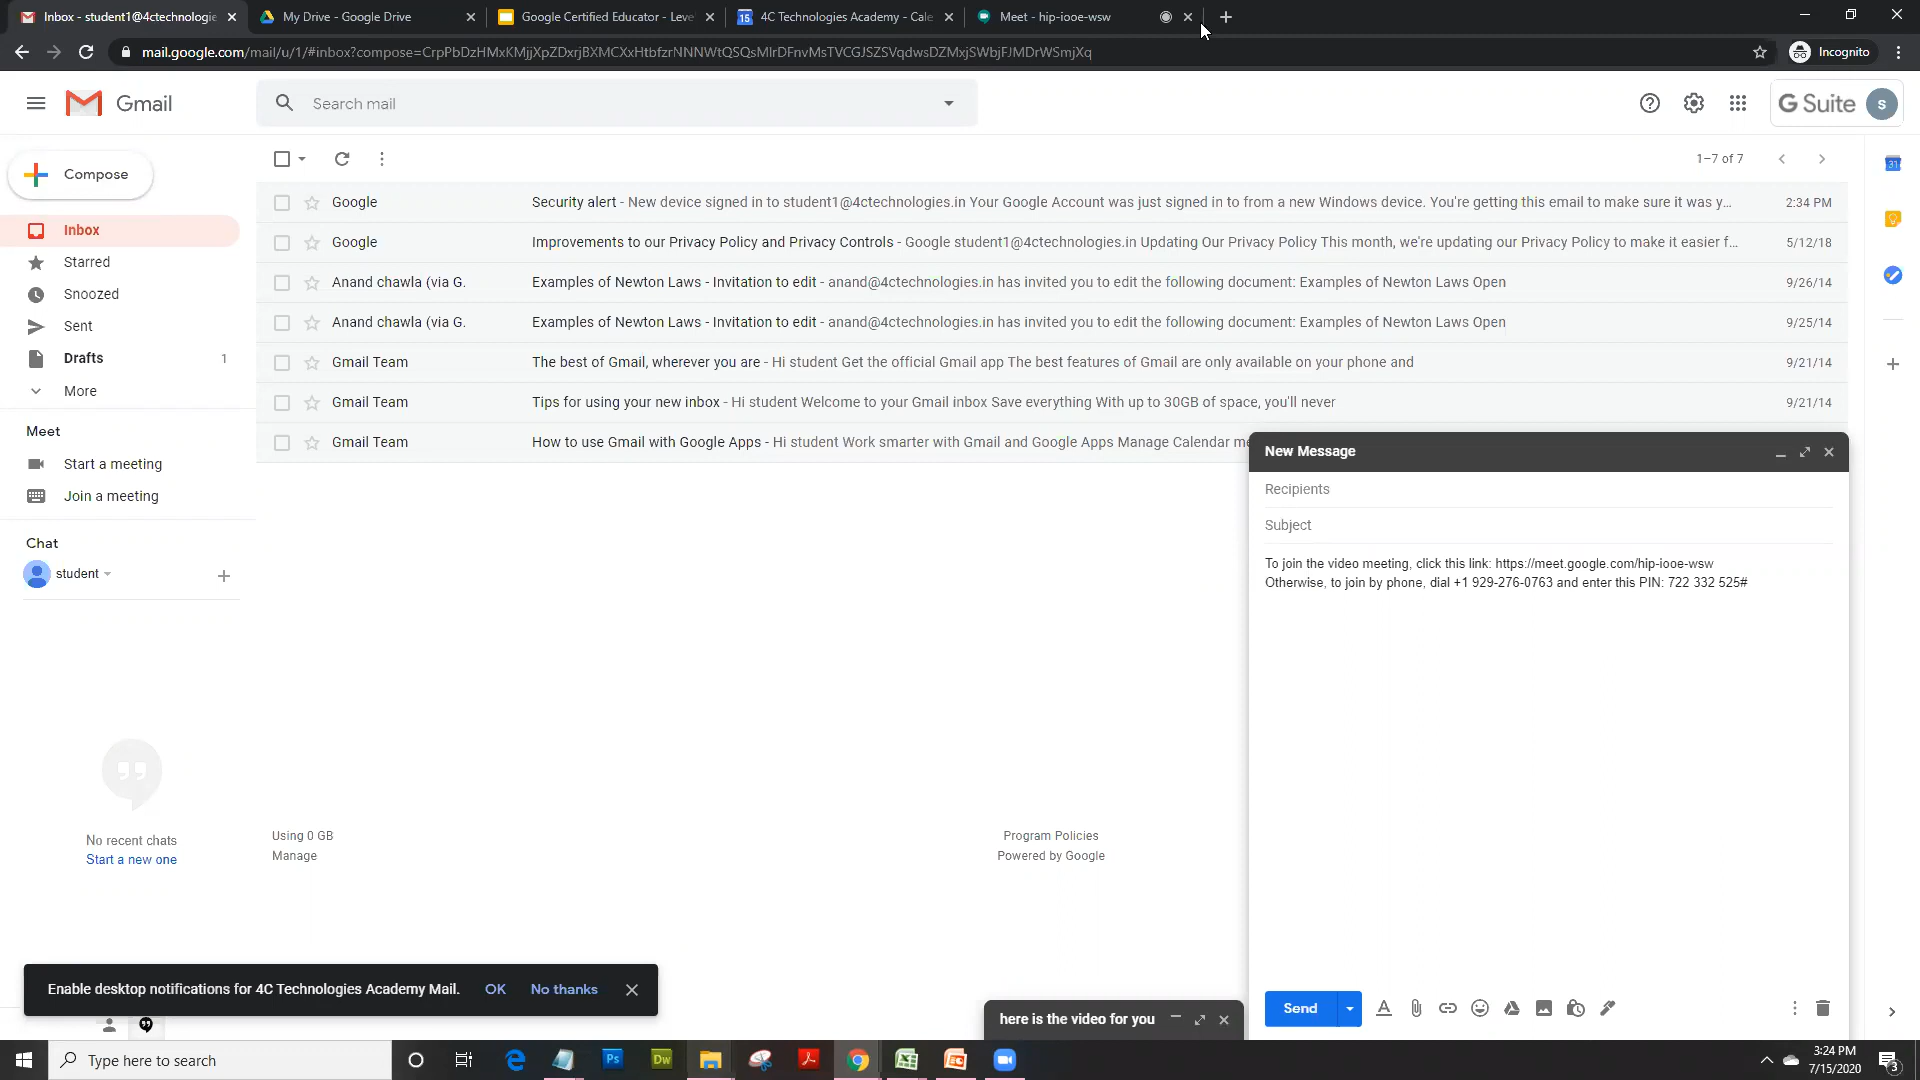 Inbox - student1@4ctechnologie
My Drive - Google Drive
Google Certified Educator - Leve
4C Technologies Academy - Cale
Meet - hip-iooe-wsw
Incognito
Gmail
Search mail
G Suite
s
Compose
1–7 of 7
Google Security alert - New device signed in to student1@4ctechnologies.in Your Google Account was just signed in to from a new Windows device. You're getting this email to make sure it was y... 2:34 PM
Inbox
Google Improvements to our Privacy Policy and Privacy Controls - Google student1@4ctechnologies.in Updating Our Privacy Policy This month, we're updating our Privacy Policy to make it easier f... 5/12/18
Starred
Anand chawla (via G. Examples of Newton Laws - Invitation to edit - anand@4ctechnologies.in has invited you to edit the following document: Examples of Newton Laws Open 9/26/14
Snoozed
Anand chawla (via G. Examples of Newton Laws - Invitation to edit - anand@4ctechnologies.in has invited you to edit the following document: Examples of Newton Laws Open 9/25/14
Sent
Gmail Team The best of Gmail, wherever you are - Hi student Get the official Gmail app The best features of Gmail are only available on your phone and 9/21/14
Drafts 1
Gmail Team Tips for using your new inbox - Hi student Welcome to your Gmail inbox Save everything With up to 30GB of space, you'll never 9/21/14
More
Gmail Team How to use Gmail with Google Apps - Hi student Work smarter with Gmail and Google Apps Manage Calendar me
Meet
Start a meeting
Join a meeting
Chat
student
No recent chats
Start a new one
Using 0 GB
Manage
Program Policies
Powered by Google
New Message
Recipients
Subject
To join the video meeting, click this link: https://meet.google.com/hip-iooe-wsw
Otherwise, to join by phone, dial +1 929-276-0763 and enter this PIN: 722 332 525#
Send
Enable desktop notifications for 4C Technologies Academy Mail. OK No thanks
here is the video for you
Type here to search
Ps
Dw
3:24 PM
7/15/2020
3
31
15